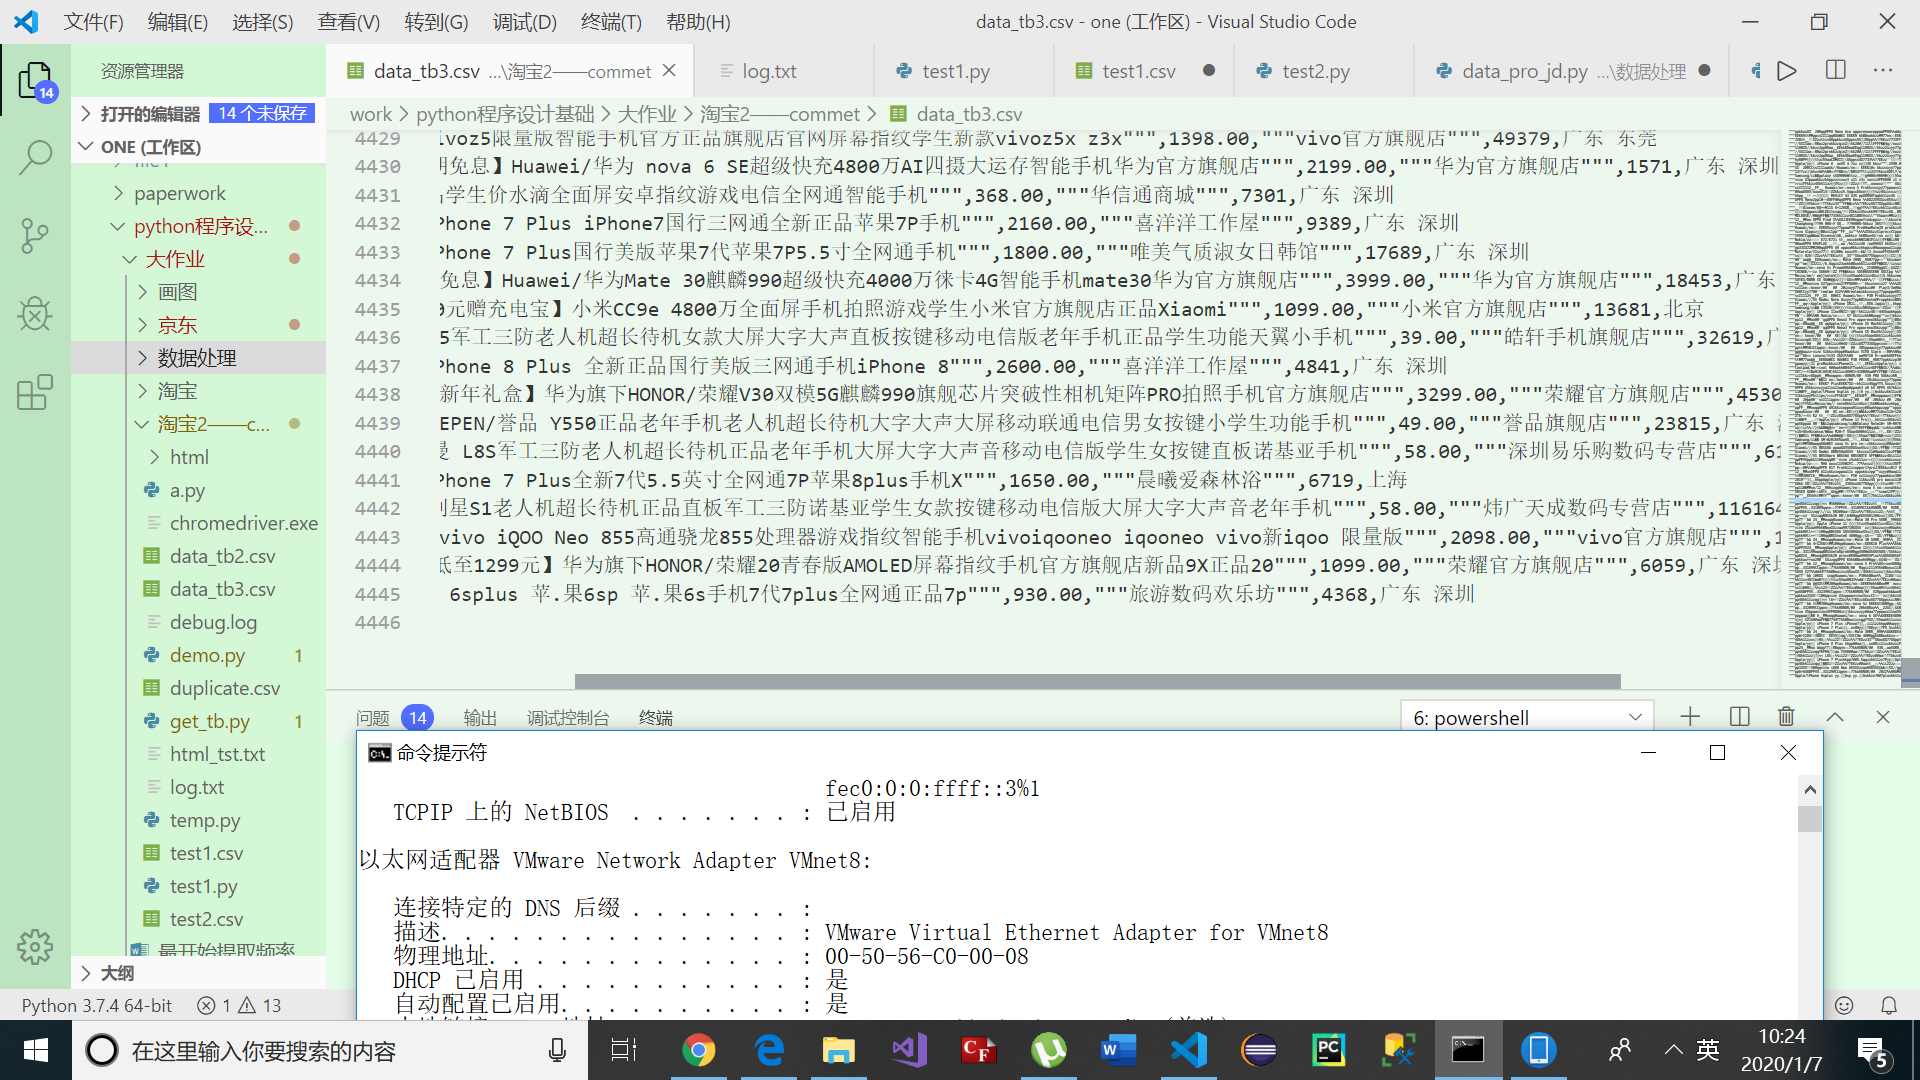 文件(F) 编辑(E) 选择(S) 查看(V) 转到(G) 调试(D) 终端(T) 帮助(H) data_tb3.csv - one (工作区) - Visual Studio Code
资源管理器
data_tb3.csv ...\淘宝2——commet
log.txt
test1.py
test1.csv
test2.py
data_pro_jd.py ...\数据处理
14
打开的编辑器 14 个未保存
work > python程序设计基础 > 大作业 > 淘宝2——commet > data_tb3.csv
ONE (工作区)
paperwork
python程序设...
大作业
画图
京东
数据处理
淘宝
淘宝2——c...
html
a.py
chromedriver.exe
data_tb2.csv
data_tb3.csv
debug.log
demo.py 1
duplicate.csv
get_tb.py 1
html_tst.txt
log.txt
temp.py
test1.csv
test1.py
test2.csv
最开始提取频率
大纲
4429 ivoz5限量版智能手机官方正品旗舰店官网屏幕指纹学生新款vivoz5x z3x""",1398.00,"""vivo官方旗舰店""",49379,广东 东莞
4430 期免息】Huawei/华为 nova 6 SE超级快充4800万AI四摄大运存智能手机华为官方旗舰店""",2199.00,"""华为官方旗舰店""",1571,广东 深圳
4431 学生价水滴全面屏安卓指纹游戏电信全网通智能手机""",368.00,"""华信通商城""",7301,广东 深圳
4432 Phone 7 Plus iPhone7国行三网通全新正品苹果7P手机""",2160.00,"""喜洋洋工作屋""",9389,广东 深圳
4433 Phone 7 Plus国行美版苹果7代苹果7P5.5寸全网通手机""",1800.00,"""唯美气质淑女日韩馆""",17689,广东 深圳
4434 免息】Huawei/华为Mate 30麒麟990超级快充4000万徕卡4G智能手机mate30华为官方旗舰店""",3999.00,"""华为官方旗舰店""",18453,广东
4435 0元赠充电宝】小米CC9e 4800万全面屏手机拍照游戏学生小米官方旗舰店正品Xiaomi""",1099.00,"""小米官方旗舰店""",13681,北京
4436 5军工三防老人机超长待机女款大屏大字大声直板按键移动电信版老年手机正品学生功能天翼小手机""",39.00,"""皓轩手机旗舰店""",32619,广
4437 Phone 8 Plus 全新正品国行美版三网通手机iPhone 8""",2600.00,"""喜洋洋工作屋""",4841,广东 深圳
4438 新年礼盒】华为旗下HONOR/荣耀V30双模5G麒麟990旗舰芯片突破性相机矩阵PRO拍照手机官方旗舰店""",3299.00,"""荣耀官方旗舰店""",4530
4439 EPEN/誉品 Y550正品老年手机老人机超长待机大字大声大屏移动联通电信男女按键小学生功能手机""",49.00,"""誉品旗舰店""",23815,广东
4440 L8S军工三防老人机超长待机正品老年手机大屏大字大声音移动电信版学生女按键直板诺基亚手机""",58.00,"""深圳易乐购数码专营店""",61
4441 Phone 7 Plus全新7代5.5英寸全网通7P苹果8plus手机X""",1650.00,"""晨曦爱森林浴""",6719,上海
4442 刂星S1老人机超长待机正品直板军工三防诺基亚学生女款按键移动电信版大屏大字大声音老年手机""",58.00,"""炜广天成数码专营店""",116164
4443 vivo iQOO Neo 855高通骁龙855处理器游戏指纹智能手机vivoiqooneo iqooneo vivo新iqoo 限量版""",2098.00,"""vivo官方旗舰店""",1
4444 低至1299元】华为旗下HONOR/荣耀20青春版AMOLED屏幕指纹手机官方旗舰店新品9X正品20""",1099.00,"""荣耀官方旗舰店""",6059,广东 深圳
4445 6splus 苹.果6sp 苹.果6s手机7代7plus全网通正品7p""",930.00,"""旅游数码欢乐坊""",4368,广东 深圳
4446
问题 14 输出 调试控制台 终端 6: powershell
命令提示符
fec0:0:0:ffff::3%1
TCPIP 上的 NetBIOS . . . . . . . : 已启用
以太网适配器 VMware Network Adapter VMnet8:
连接特定的 DNS 后缀 . . . . . . . :
描述. . . . . . . . . . . . . . . : VMware Virtual Ethernet Adapter for VMnet8
物理地址. . . . . . . . . . . . . : 00-50-56-C0-00-08
DHCP 已启用 . . . . . . . . . . . : 是
自动配置已启用. . . . . . . . . . : 是
Python 3.7.4 64-bit 1 13
在这里输入你要搜索的内容
英
10:24
2020/1/7
5